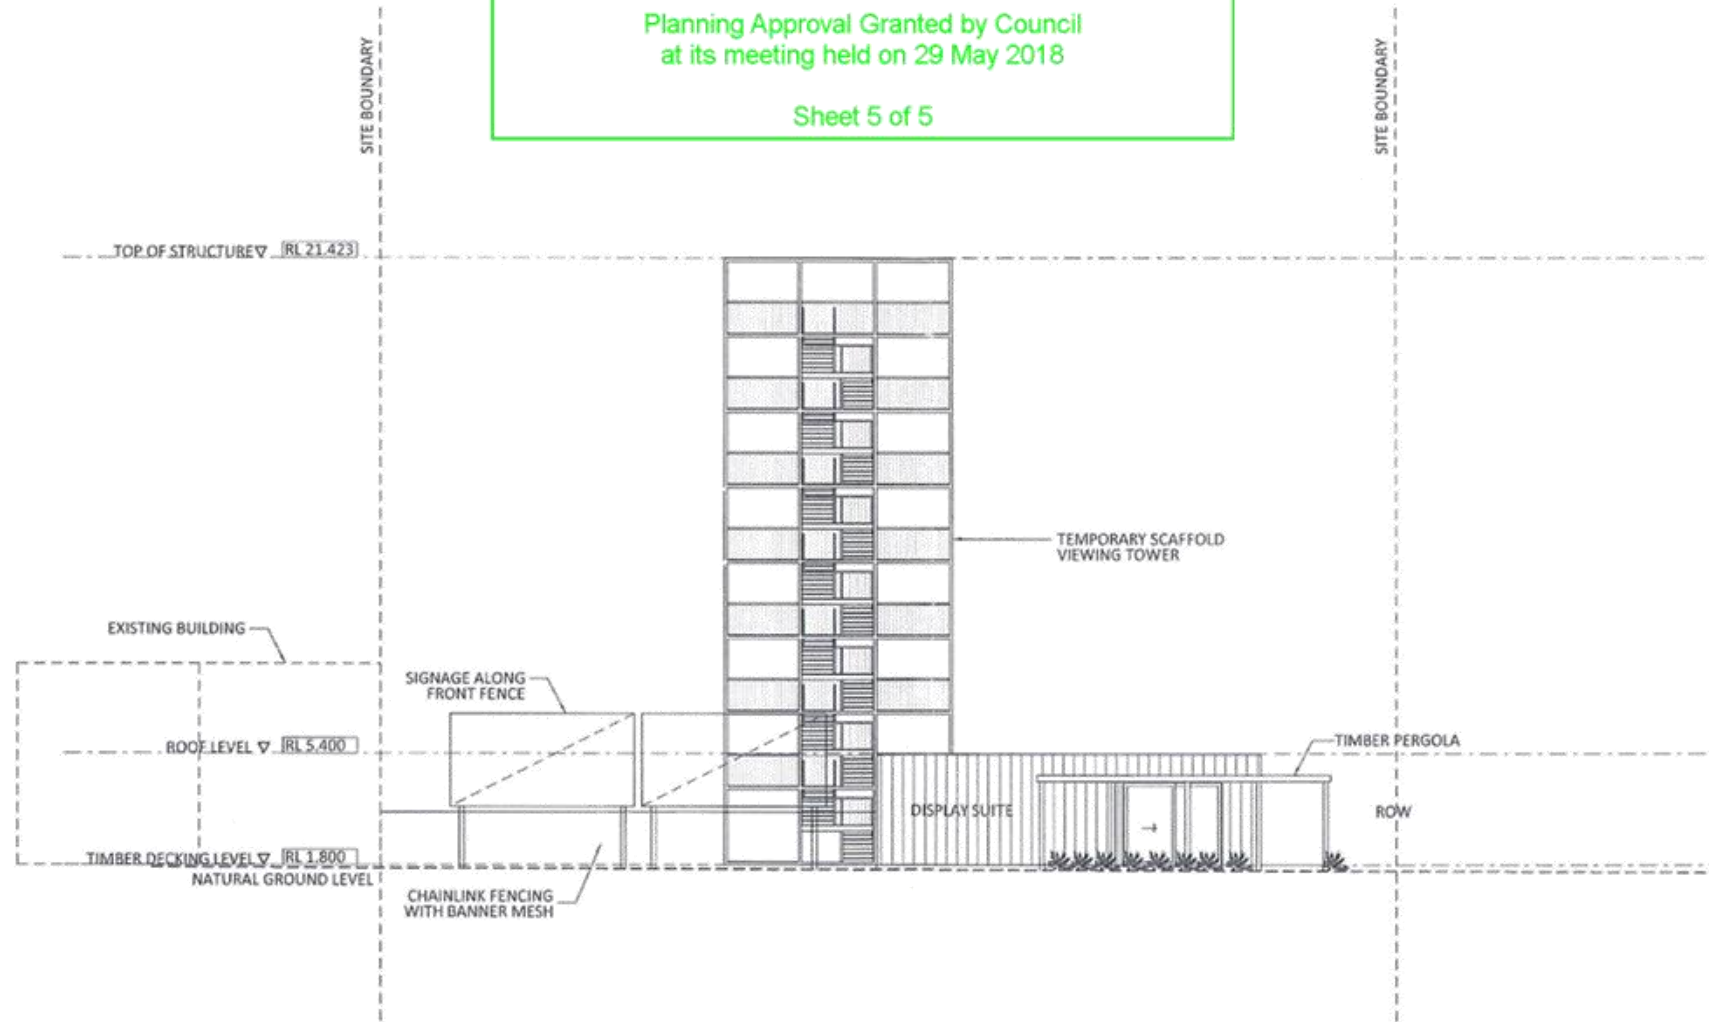 Planning Approval Granted by Council
at its meeting held on 29 May 2018
Sheet 5 of 5
SITE BOUNDARY
SITE BOUNDARY
TOP OF STRUCTURE RL 21.423
TEMPORARY SCAFFOLD
VIEWING TOWER
EXISTING BUILDING
SIGNAGE ALONG
FRONT FENCE
ROOF LEVEL RL 5.400
TIMBER PERGOLA
DISPLAY SUITE
ROW
TIMBER DECKING LEVEL RL 1.800
NATURAL GROUND LEVEL
CHAINLINK FENCING
WITH BANNER MESH